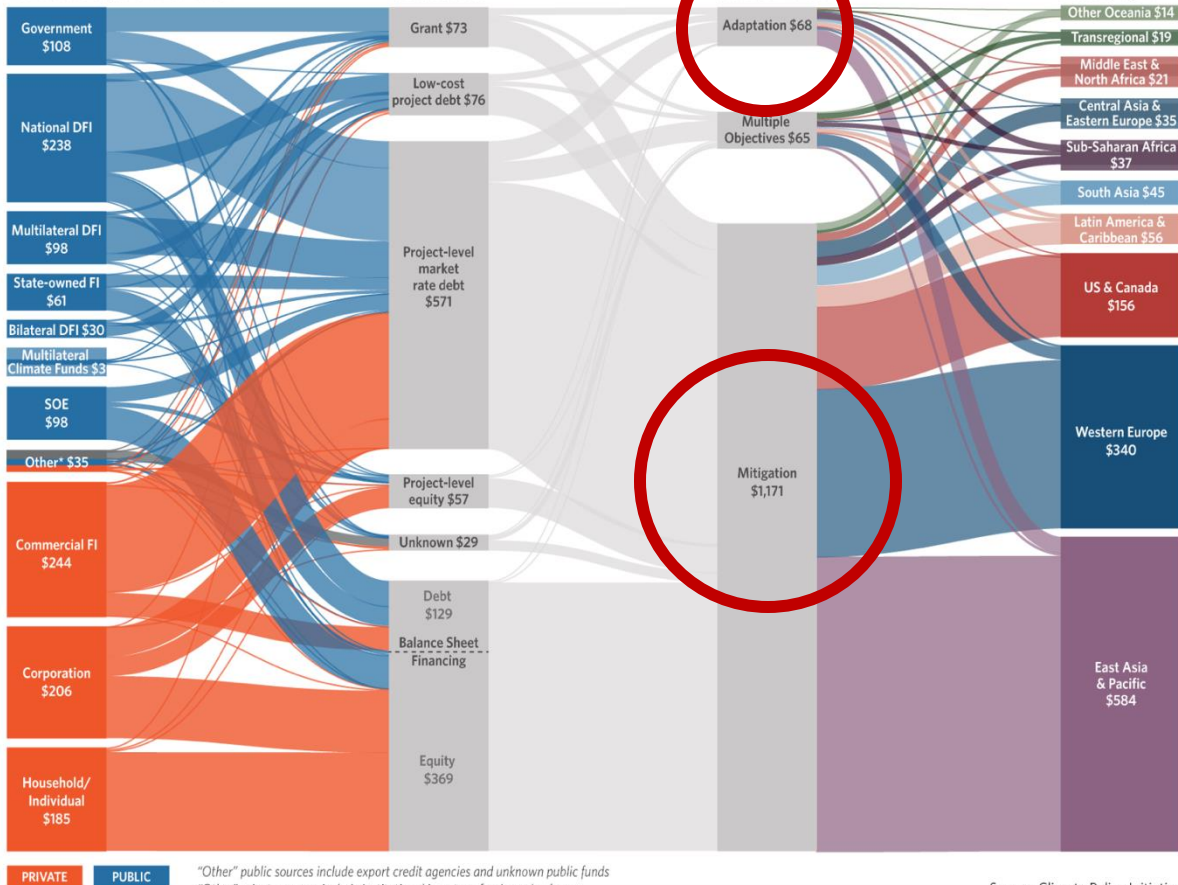 Government
$108
National DFI
$238
Multilateral DFI
$98
State-owned FI
$61
Bilateral DFI $30
Multilateral
Climate Funds $3
SOE
$98
Other* $35
Commercial FI
$244
Corporation
$206
Household/
Individual
$185
Grant $73
Low-cost
project debt $76
Project-level
market
rate debt
$571
Project-level
equity $57
Unknown $29
Debt
$129
Balance Sheet
Financing
Equity
$369
Adaptation $68
Multiple
Objectives $65
Mitigation
$1,171
Other Oceania $14
Transregional $19
Middle East &
North Africa $21
Central Asia &
Eastern Europe $35
Sub-Saharan Africa
$37
South Asia $45
Latin America &
Caribbean $56
US & Canada
$156
Western Europe
$340
East Asia
& Pacific
$584
PRIVATE
PUBLIC
"Other" public sources include export credit agencies and unknown public funds